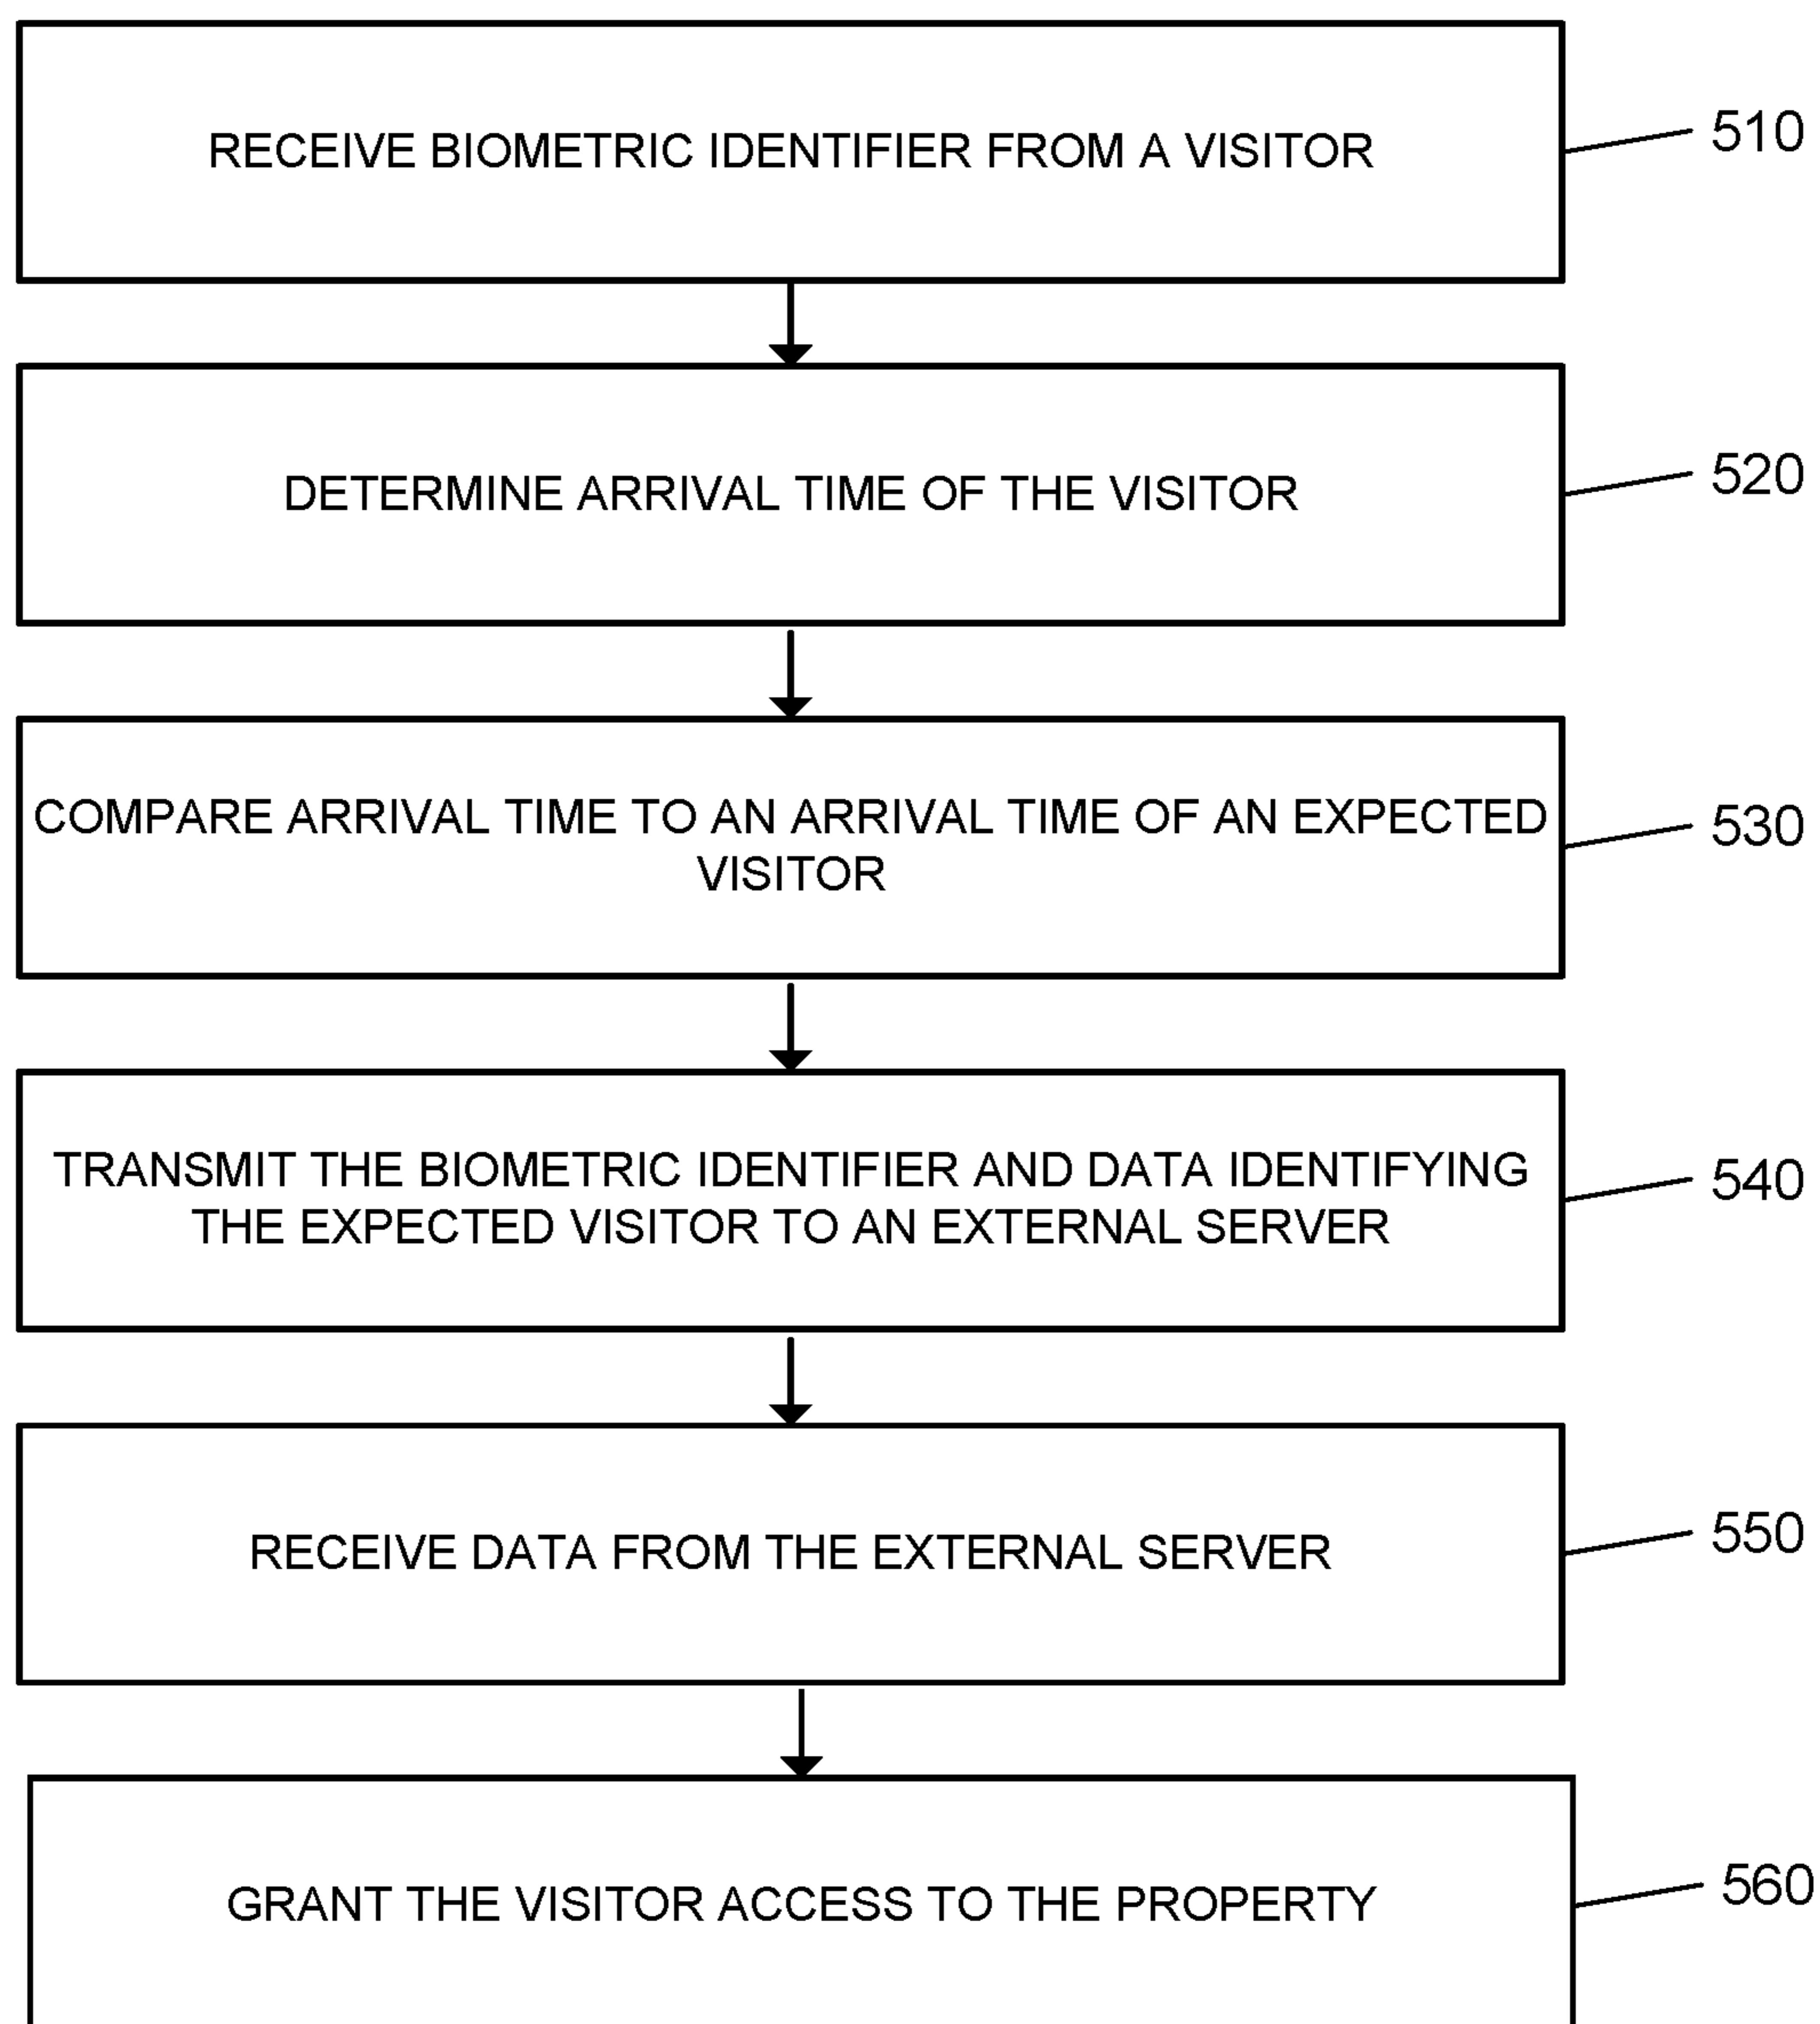 RECEIVE BIOMETRIC IDENTIFIER FROM A VISITOR
510
DETERMINE ARRIVAL TIME OF THE VISITOR
520
COMPARE ARRIVAL TIME TO AN ARRIVAL TIME OF AN EXPECTED
VISITOR
530
TRANSMIT THE BIOMETRIC IDENTIFIER AND DATA IDENTIFYING
THE EXPECTED VISITOR TO AN EXTERNAL SERVER
540
RECEIVE DATA FROM THE EXTERNAL SERVER
550
GRANT THE VISITOR ACCESS TO THE PROPERTY
560